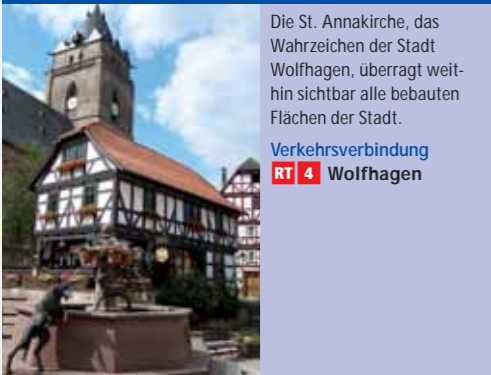 Die St. Annakirche, das
Wahrzeichen der Stadt
Wolfhagen, überragt weit-
hin sichtbar alle bebauten
Flächen der Stadt.
Verkehrsverbindung
RT 4 Wolfhagen